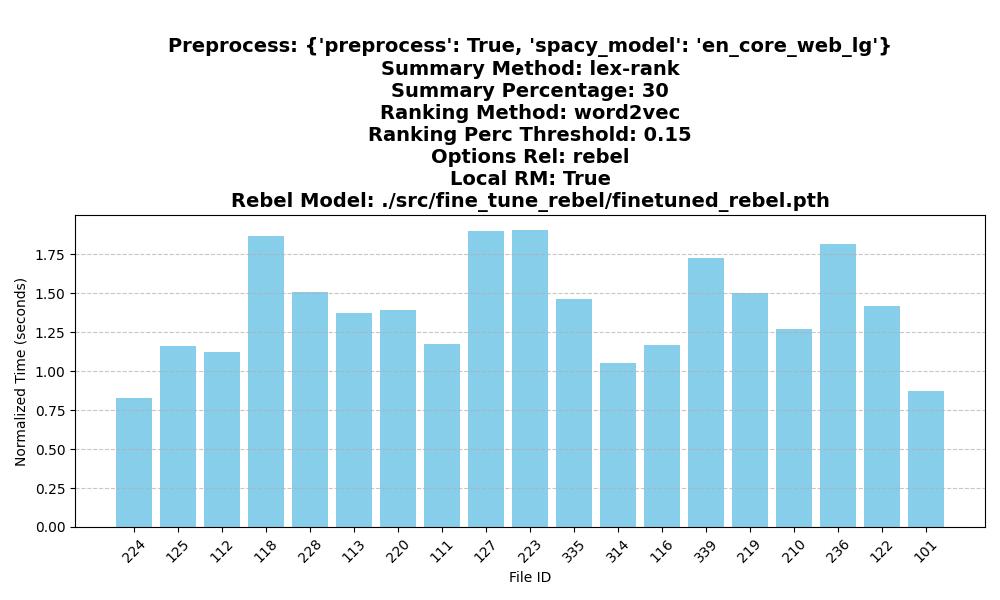 Preprocess: {'preprocess': True, 'spacy_model': 'en_core_web_lg'}
Summary Method: lex-rank
Summary Percentage: 30
Ranking Method: word2vec
Ranking Perc Threshold: 0.15
Options Rel: rebel
Local RM: True
Rebel Model: ./src/fine_tune_rebel/finetuned_rebel.pth
Normalized Time (seconds)
1.75
1.50
1.25
1.00
0.75
0.50
0.25
0.00
224 125 112 118 228 113 220 111 127 223 335 314 116 339 219 210 236 122 101
File ID